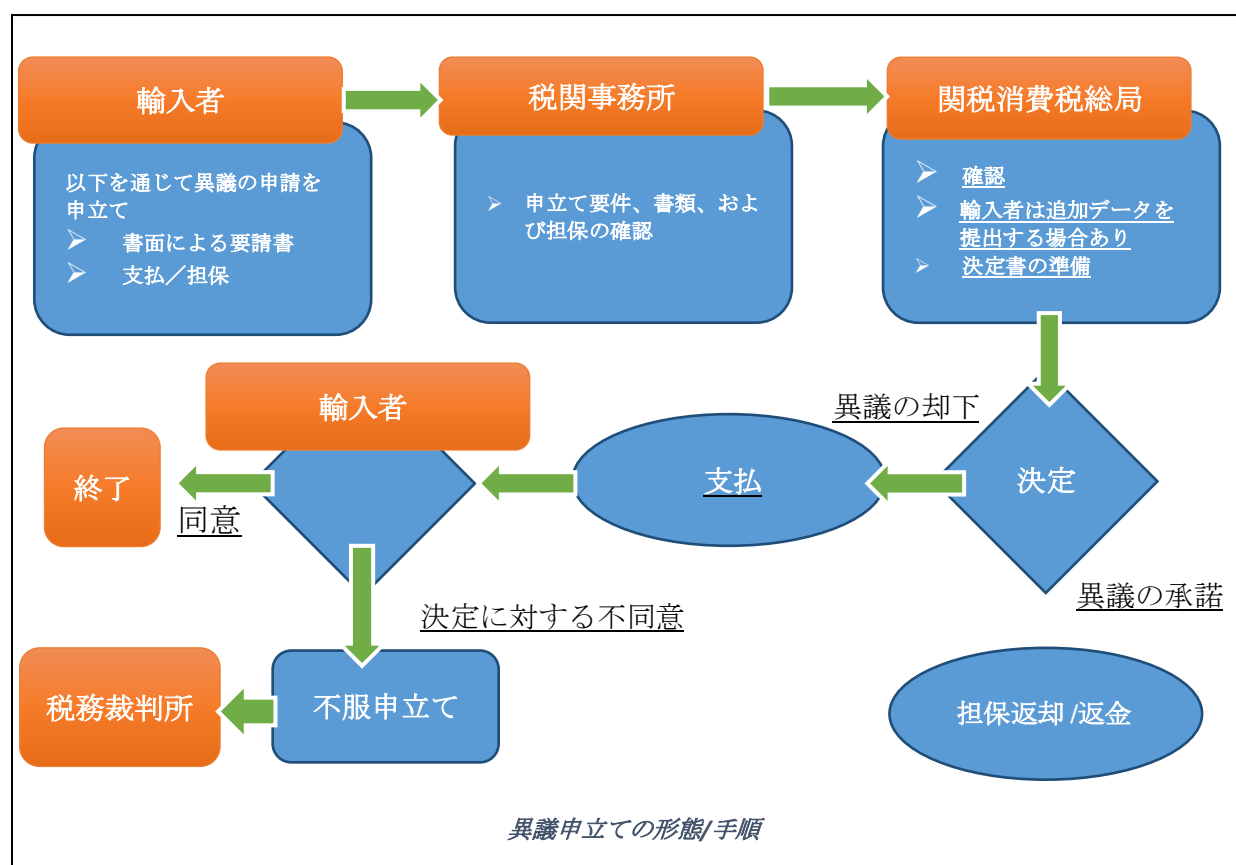 輸入者
以下を通じて異議の申請を
申立て
➢ 書面による要請書
➢ 支払／担保
税関事務所
➢ 申立て要件、書類、およ
び担保の確認
関税消費税総局
➢ 確認
➢ 輸入者は追加データを
提出する場合あり
➢ 決定書の準備
決定
異議の却下
支払
輸入者
同意
終了
異議の承諾
担保返却 /返金
決定に対する不同意
不服申立て
税務裁判所
異議申立ての形態/手順